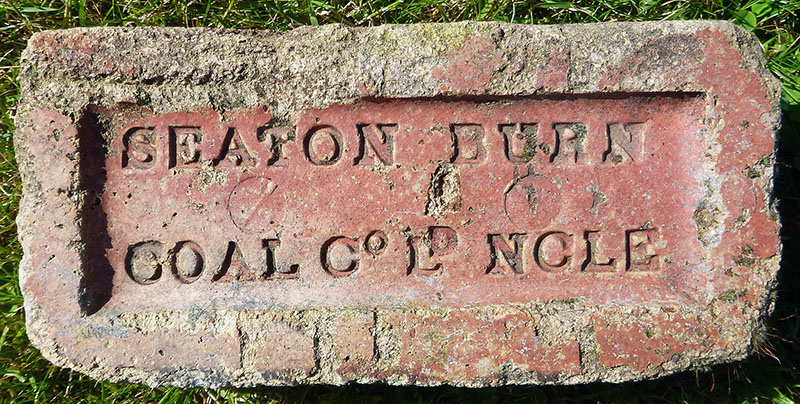 SEATON BURN
COAL Cº LD NCLE